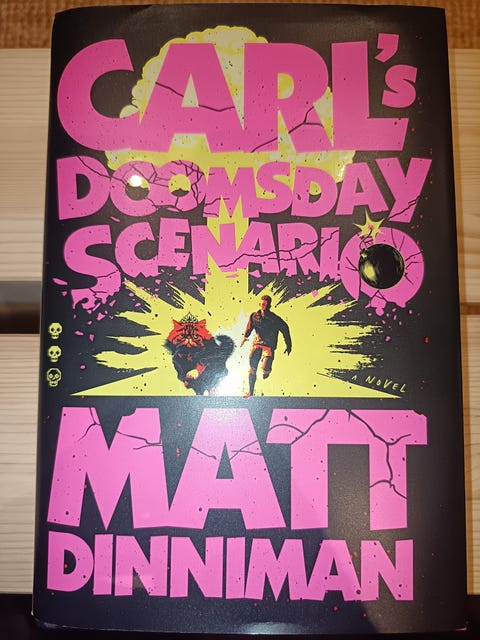 CARL's
DOOMSDAY
SCENARIO
A NOVEL
MATT
DINNIMAN